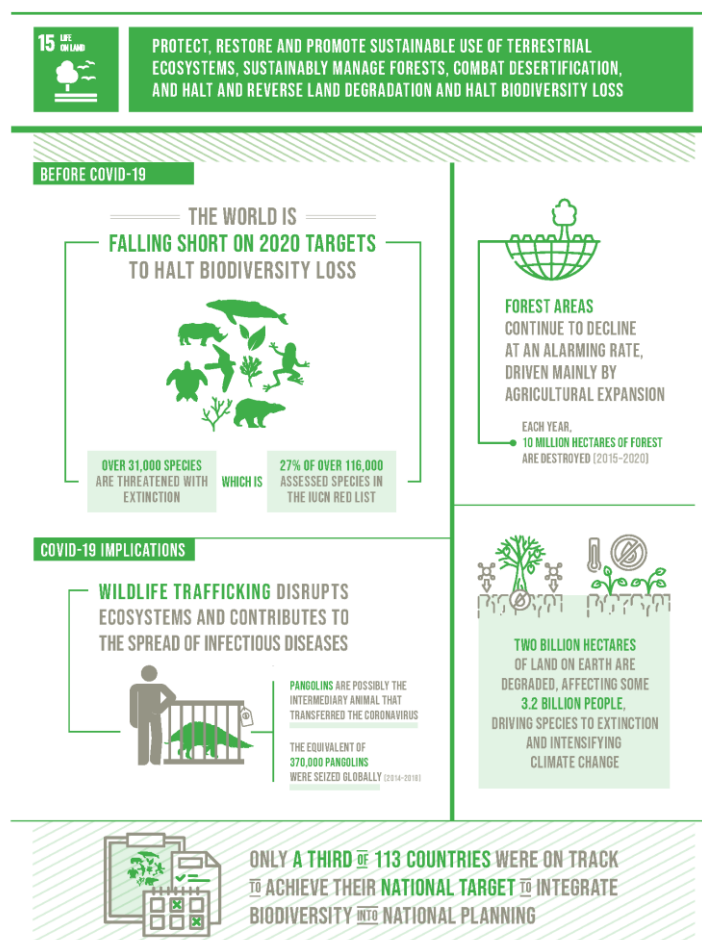 15 LIFE
ON LAND
PROTECT, RESTORE AND PROMOTE SUSTAINABLE USE OF TERRESTRIAL
ECOSYSTEMS, SUSTAINABLY MANAGE FORESTS, COMBAT DESERTIFICATION,
AND HALT AND REVERSE LAND DEGRADATION AND HALT BIODIVERSITY LOSS
BEFORE COVID-19
THE WORLD IS
FALLING SHORT ON 2020 TARGETS
TO HALT BIODIVERSITY LOSS
OVER 31,000 SPECIES
ARE THREATENED WITH
EXTINCTION
WHICH IS
27% OF OVER 116,000
ASSESSED SPECIES IN
THE IUCN RED LIST
FOREST AREAS
CONTINUE TO DECLINE
AT AN ALARMING RATE,
DRIVEN MAINLY BY
AGRICULTURAL EXPANSION
EACH YEAR,
10 MILLION HECTARES OF FOREST
ARE DESTROYED (2015-2020)
COVID-19 IMPLICATIONS
WILDLIFE TRAFFICKING DISRUPTS
ECOSYSTEMS AND CONTRIBUTES TO
THE SPREAD OF INFECTIOUS DISEASES
PANGOLINS ARE POSSIBLY THE
INTERMEDIARY ANIMAL THAT
TRANSFERRED THE CORONAVIRUS
THE EQUIVALENT OF
370,000 PANGOLINS
WERE SEIZED GLOBALLY (2014-2018)
TWO BILLION HECTARES
OF LAND ON EARTH ARE
DEGRADED, AFFECTING SOME
3.2 BILLION PEOPLE,
DRIVING SPECIES TO EXTINCTION
AND INTENSIFYING
CLIMATE CHANGE
ONLY A THIRD OF 113 COUNTRIES WERE ON TRACK
TO ACHIEVE THEIR NATIONAL TARGET TO INTEGRATE
BIODIVERSITY INTO NATIONAL PLANNING